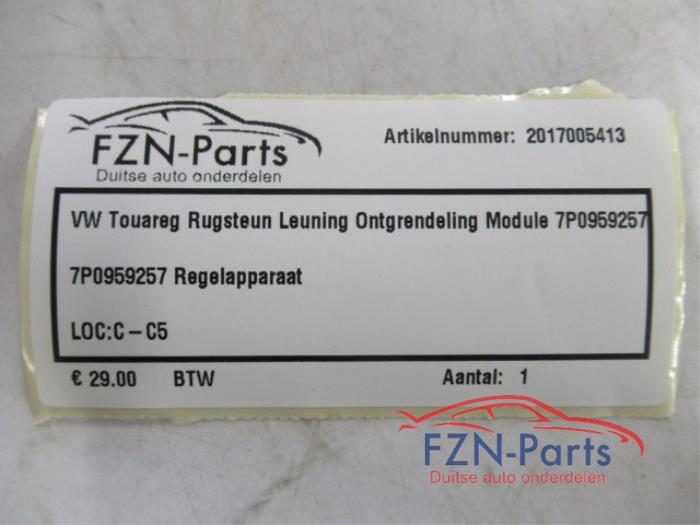 FZN-Parts
Duitse auto onderdelen
Artikelnummer: 2017005413
VW Touareg Rugsteun Leuning Ontgrendeling Module 7P0959257
7P0959257 Regelapparaat
LOC:C-C5
€ 29.00 BTW Aantal: 1
FZN-Parts
Duitse auto onderdelen